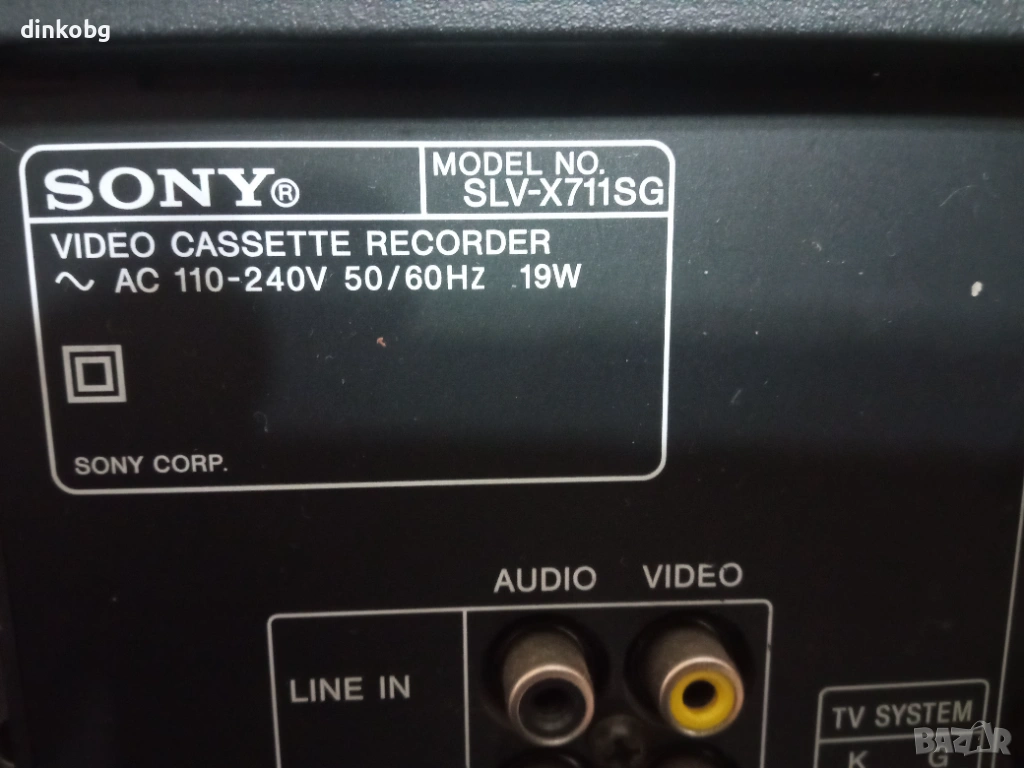 dinkobg
SONY®
MODEL NO.
SLV-X711SG
VIDEO CASSETTE RECORDER
~ AC 110-240V 50/60Hz 19W
SONY CORP.
AUDIO VIDEO
LINE IN
TV SYSTEM
K G
BAZAR